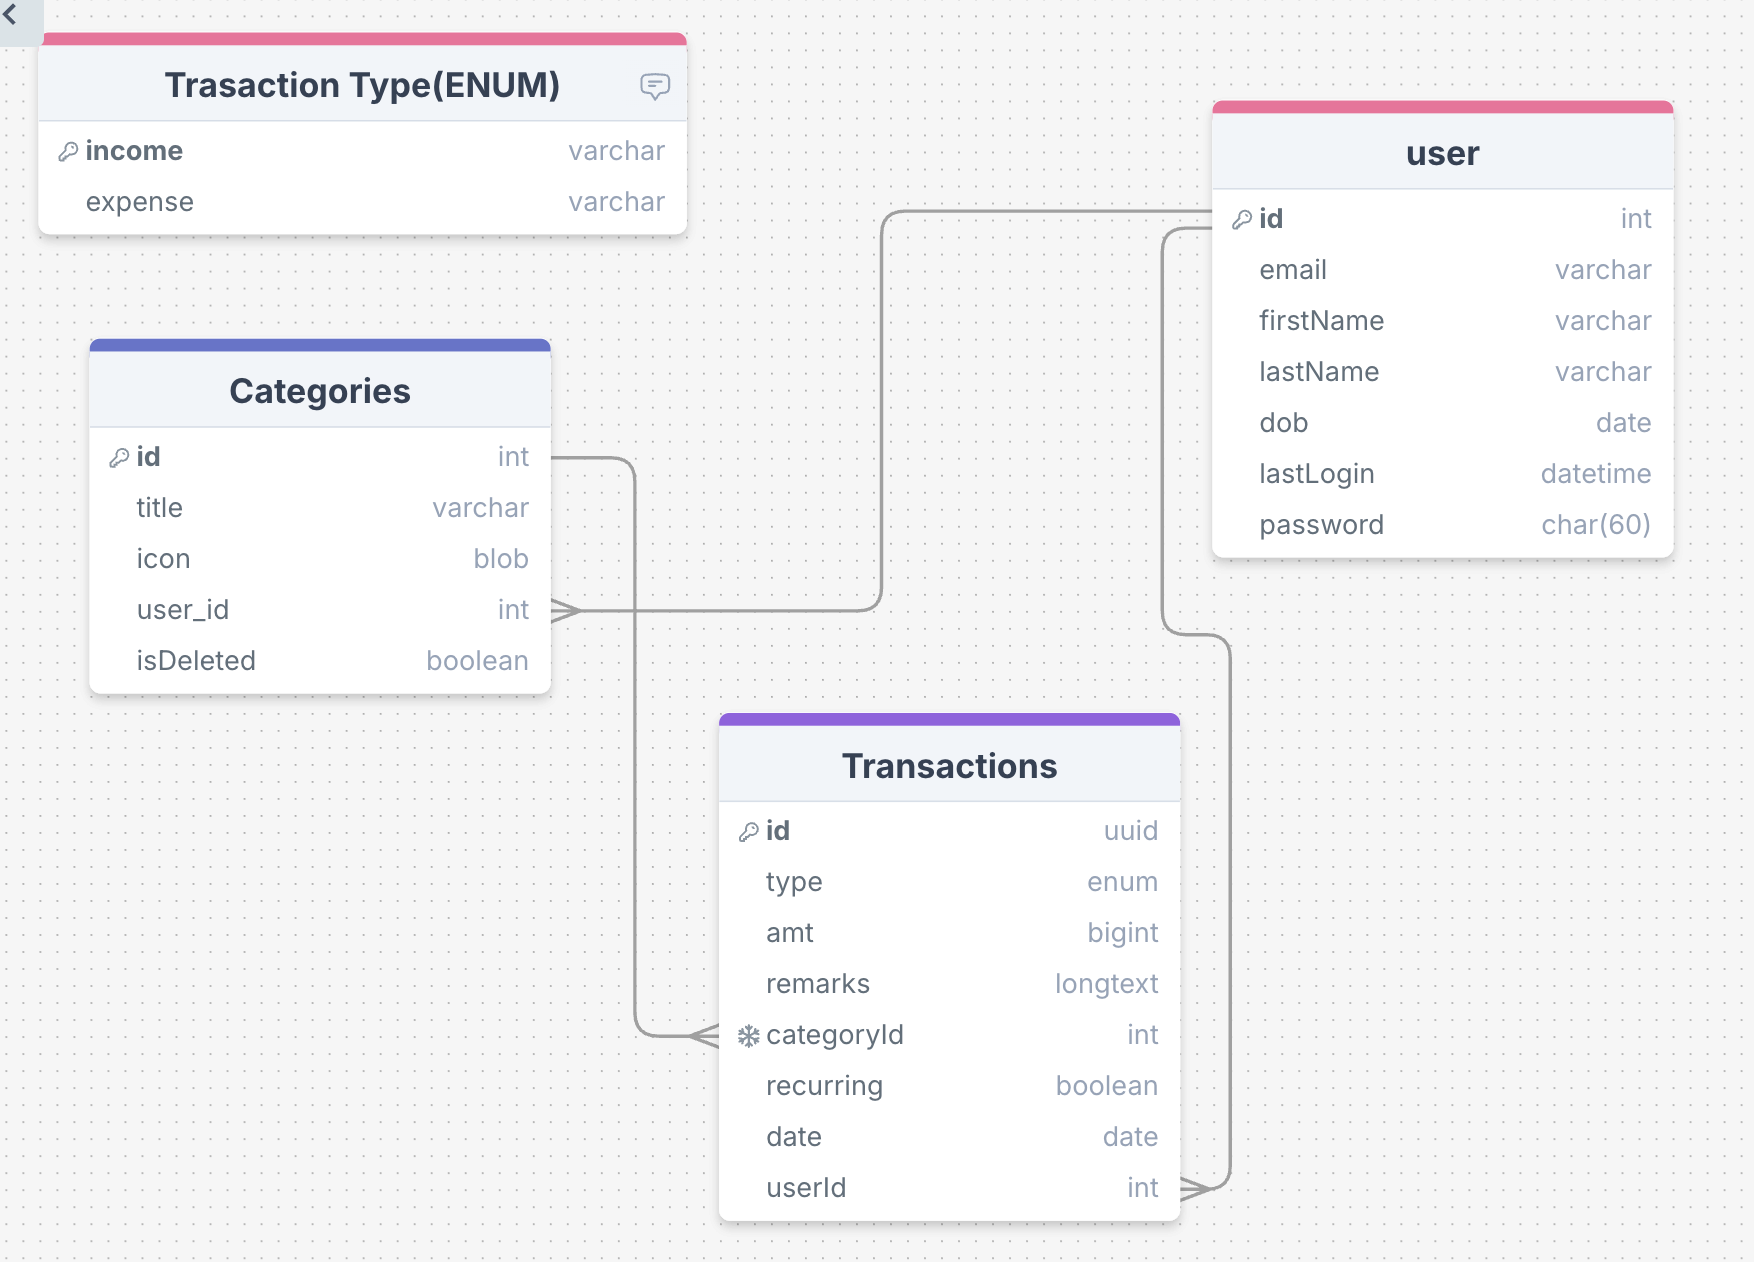 Trasaction Type(ENUM)
income varchar
expense varchar
user
id int
email varchar
firstName varchar
lastName varchar
dob date
lastLogin datetime
password char(60)
Categories
id int
title varchar
icon blob
user_id int
isDeleted boolean
Transactions
id uuid
type enum
amt bigint
remarks longtext
categoryId int
recurring boolean
date date
userId int